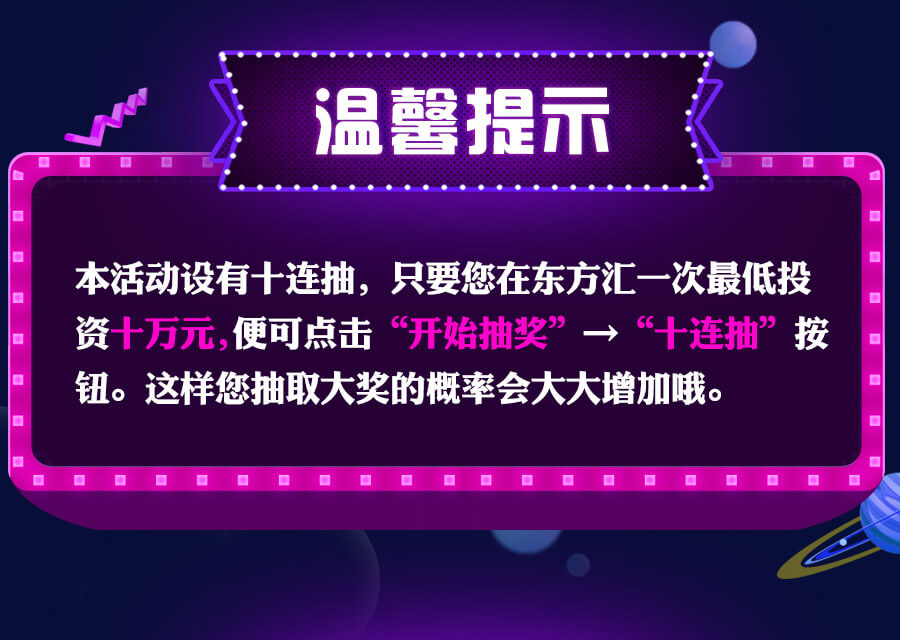 温馨提示
本活动设有十连抽，只要您在东方汇一次最低投
资十万元,便可点击“开始抽奖”→“十连抽”按
钮。这样您抽取大奖的概率会大大增加哦。